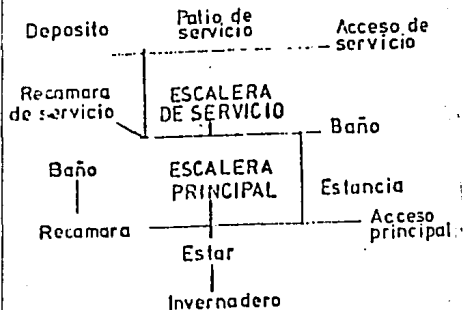 Deposito
Patio de
servicio
Acceso de
servicio
Recamara
de servicio
ESCALERA
DE SERVICIO
Baño
Baño
ESCALERA
PRINCIPAL
Estancia
Recamara
Acceso
principal
Estar
Invernadero